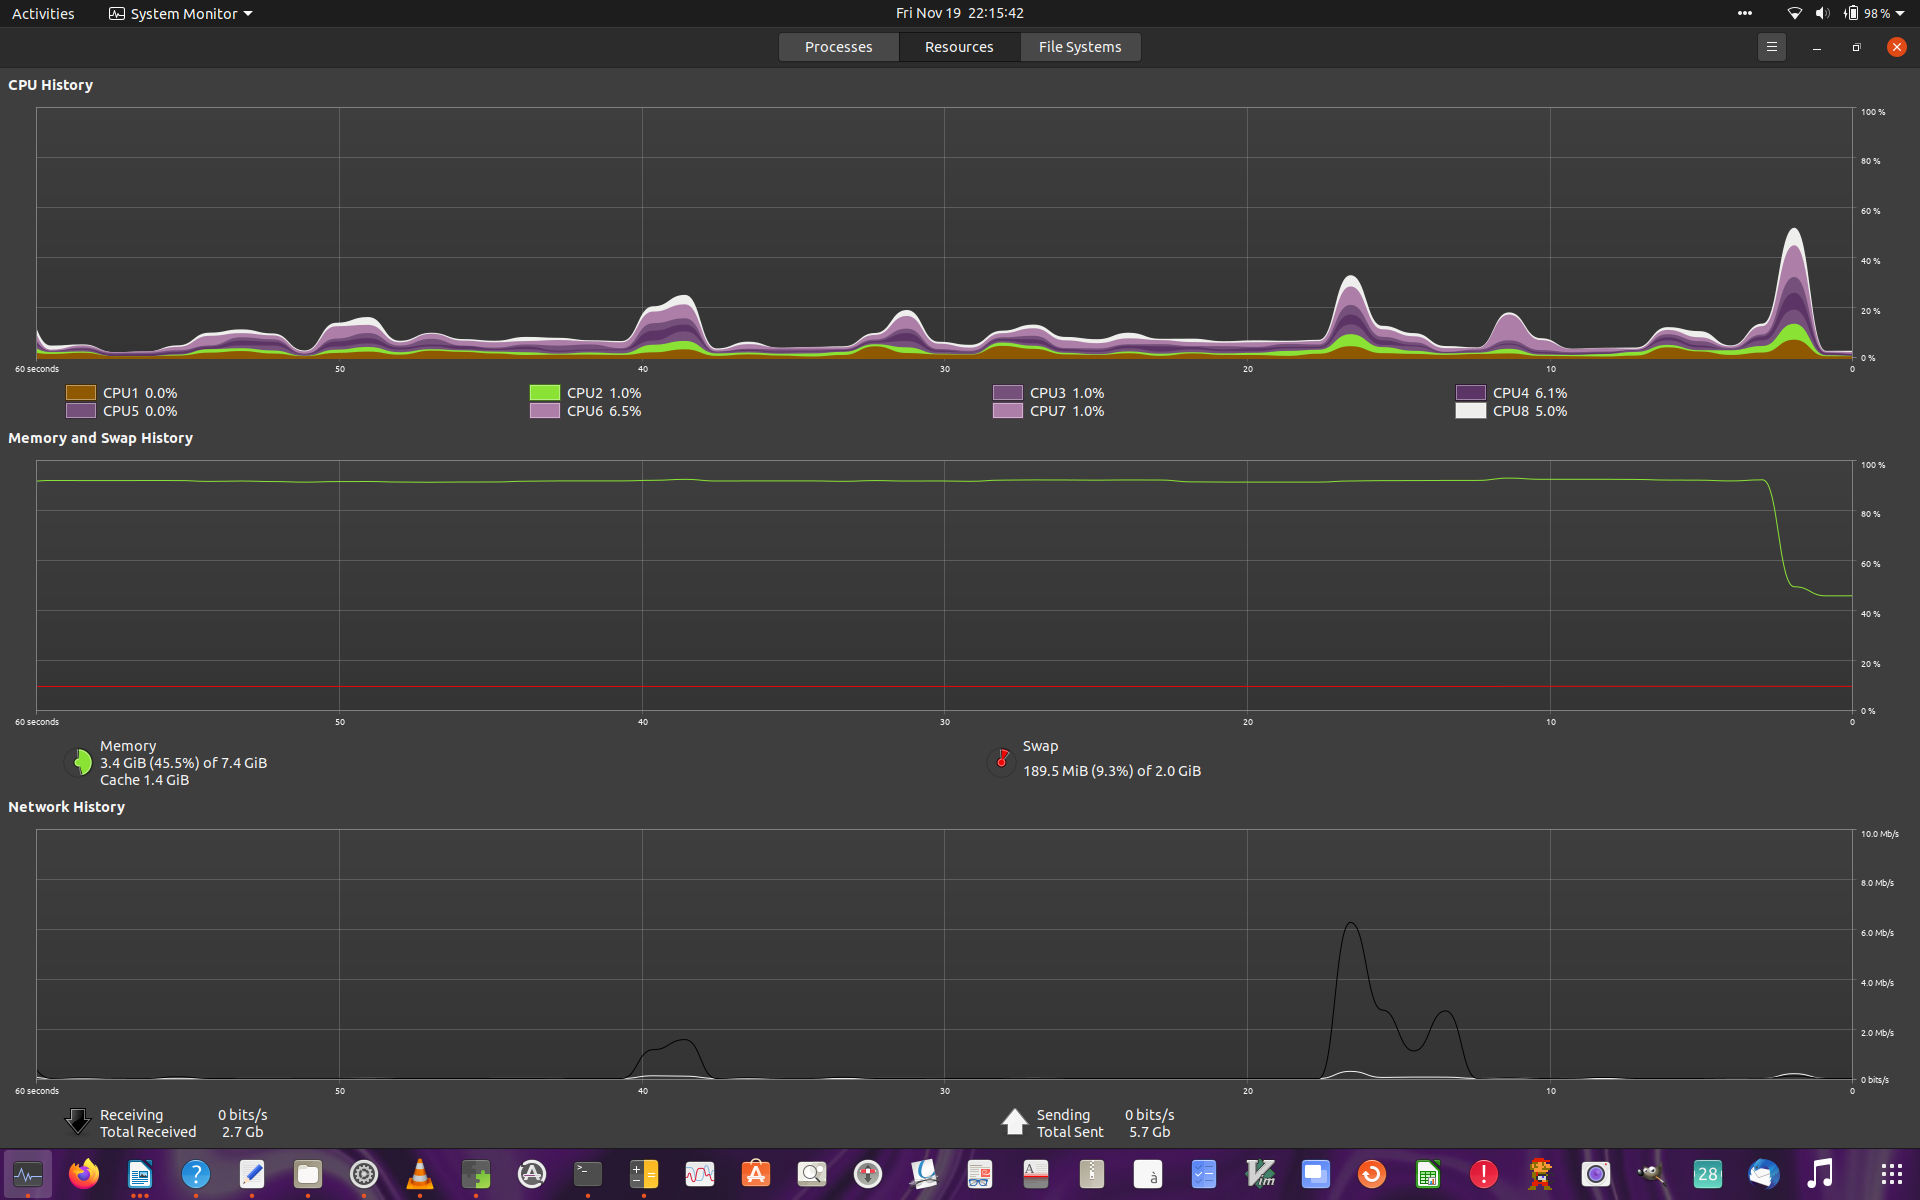 Activities System Monitor Fri Nov 19 22:15:42 98 %
Processes Resources File Systems
CPU History
100 %
80 %
60 %
40 %
20 %
0 %
60 seconds 50 40 30 20 10 0
CPU1 0.0% CPU2 1.0% CPU3 1.0% CPU4 6.1%
CPU5 0.0% CPU6 6.5% CPU7 1.0% CPU8 5.0%
Memory and Swap History
100 %
80 %
60 %
40 %
20 %
0 %
60 seconds 50 40 30 20 10 0
Memory
3.4 GiB (45.5%) of 7.4 GiB
Cache 1.4 GiB
Swap
189.5 MiB (9.3%) of 2.0 GiB
Network History
10.0 Mb/s
8.0 Mb/s
6.0 Mb/s
4.0 Mb/s
2.0 Mb/s
0 bits/s
60 seconds 50 40 30 20 10 0
Receiving 0 bits/s
Total Received 2.7 Gb
Sending 0 bits/s
Total Sent 5.7 Gb
? >_ A à Vim ! 28